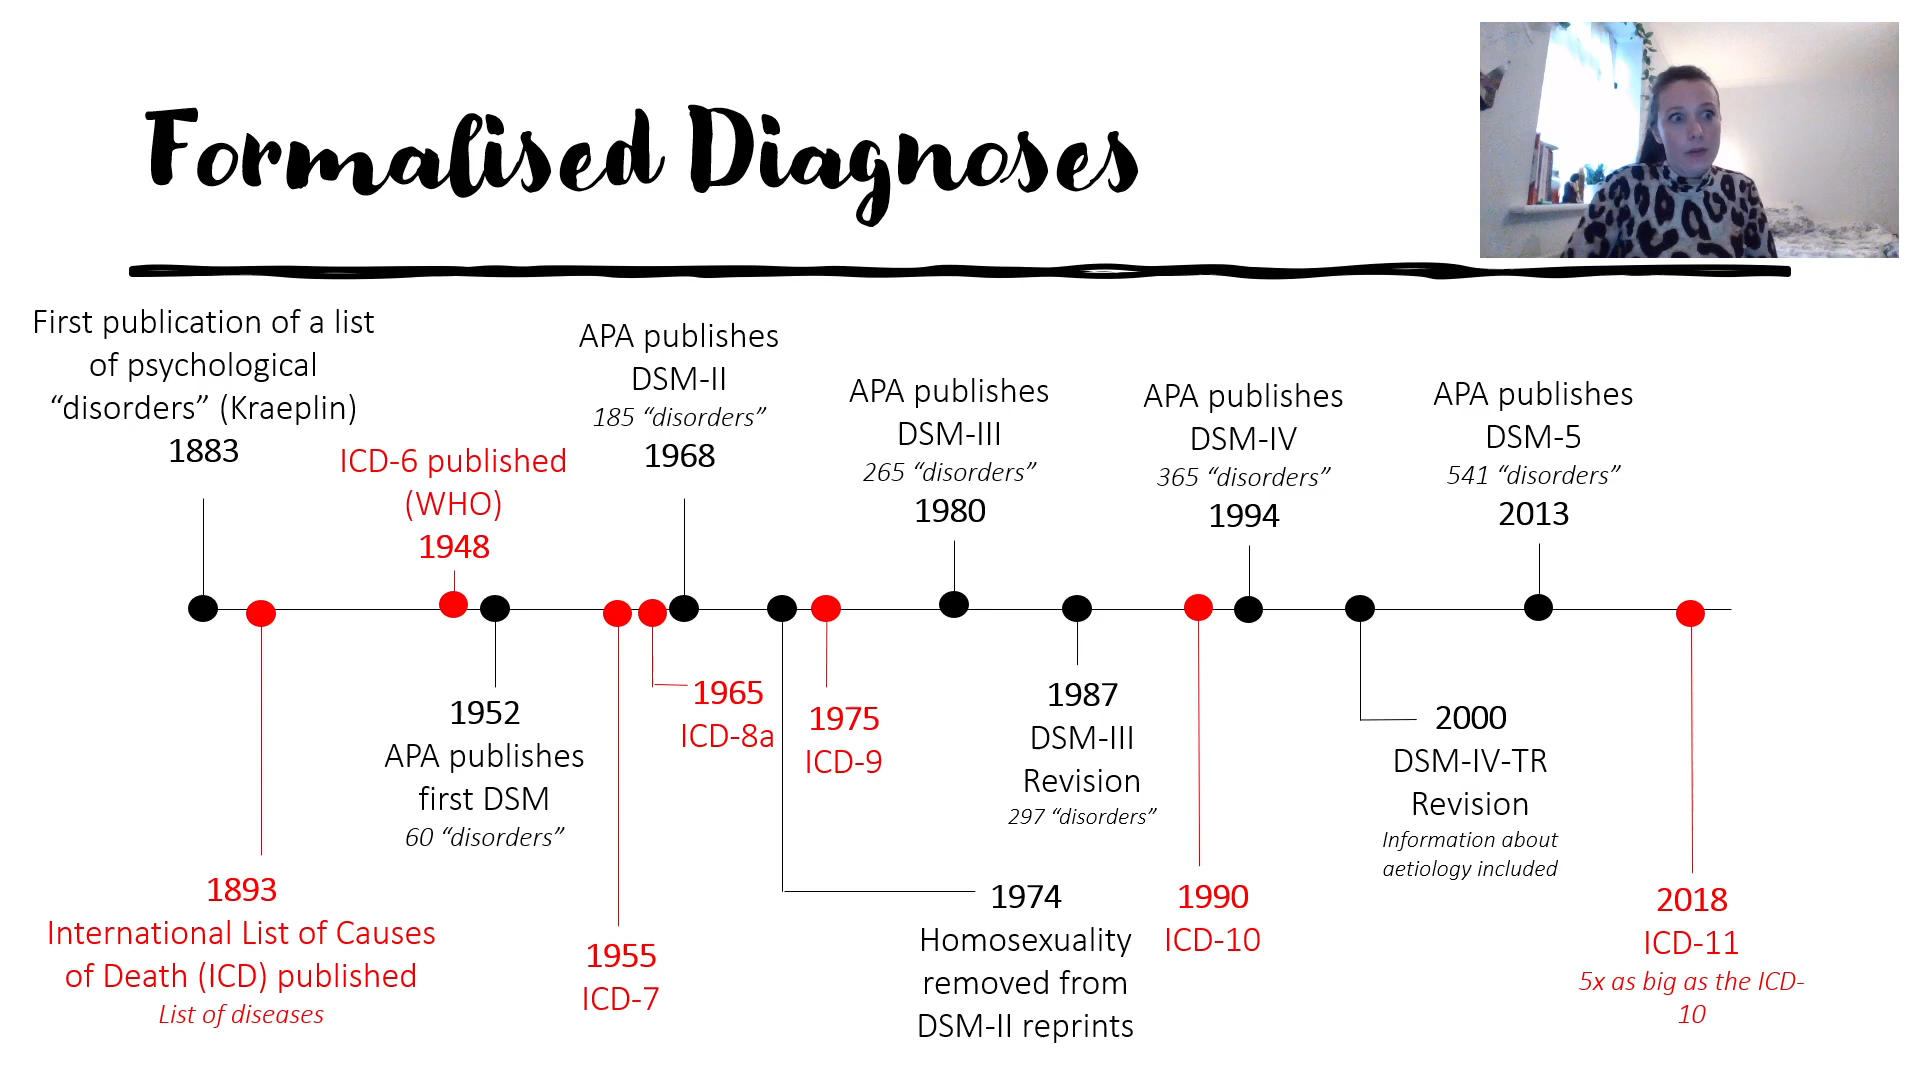 Formalised Diagnoses
First publication of a list
of psychological
“disorders” (Kraeplin)
1883
ICD-6 published
(WHO)
1948
APA publishes
DSM-II
185 “disorders”
1968
APA publishes
DSM-III
265 “disorders”
1980
APA publishes
DSM-IV
365 “disorders”
1994
APA publishes
DSM-5
541 “disorders”
2013
1893
International List of Causes
of Death (ICD) published
List of diseases
1952
APA publishes
first DSM
60 “disorders”
1955
ICD-7
1965
ICD-8a
1975
ICD-9
1974
Homosexuality
removed from
DSM-II reprints
1987
DSM-III
Revision
297 “disorders”
1990
ICD-10
2000
DSM-IV-TR
Revision
Information about
aetiology included
2018
ICD-11
5x as big as the ICD-
10